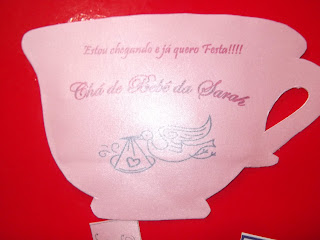 Estou chegando e já quero Festa!!!!
Chá de Bebê da Sarah